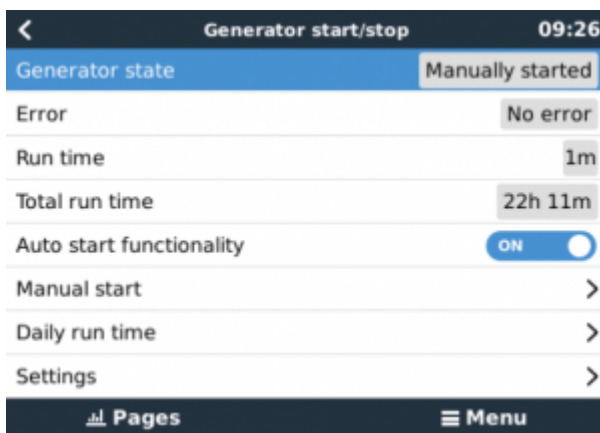 Generator start/stop 09:26
Generator state Manually started
Error No error
Run time 1m
Total run time 22h 11m
Auto start functionality ON
Manual start
Daily run time
Settings
Pages Menu